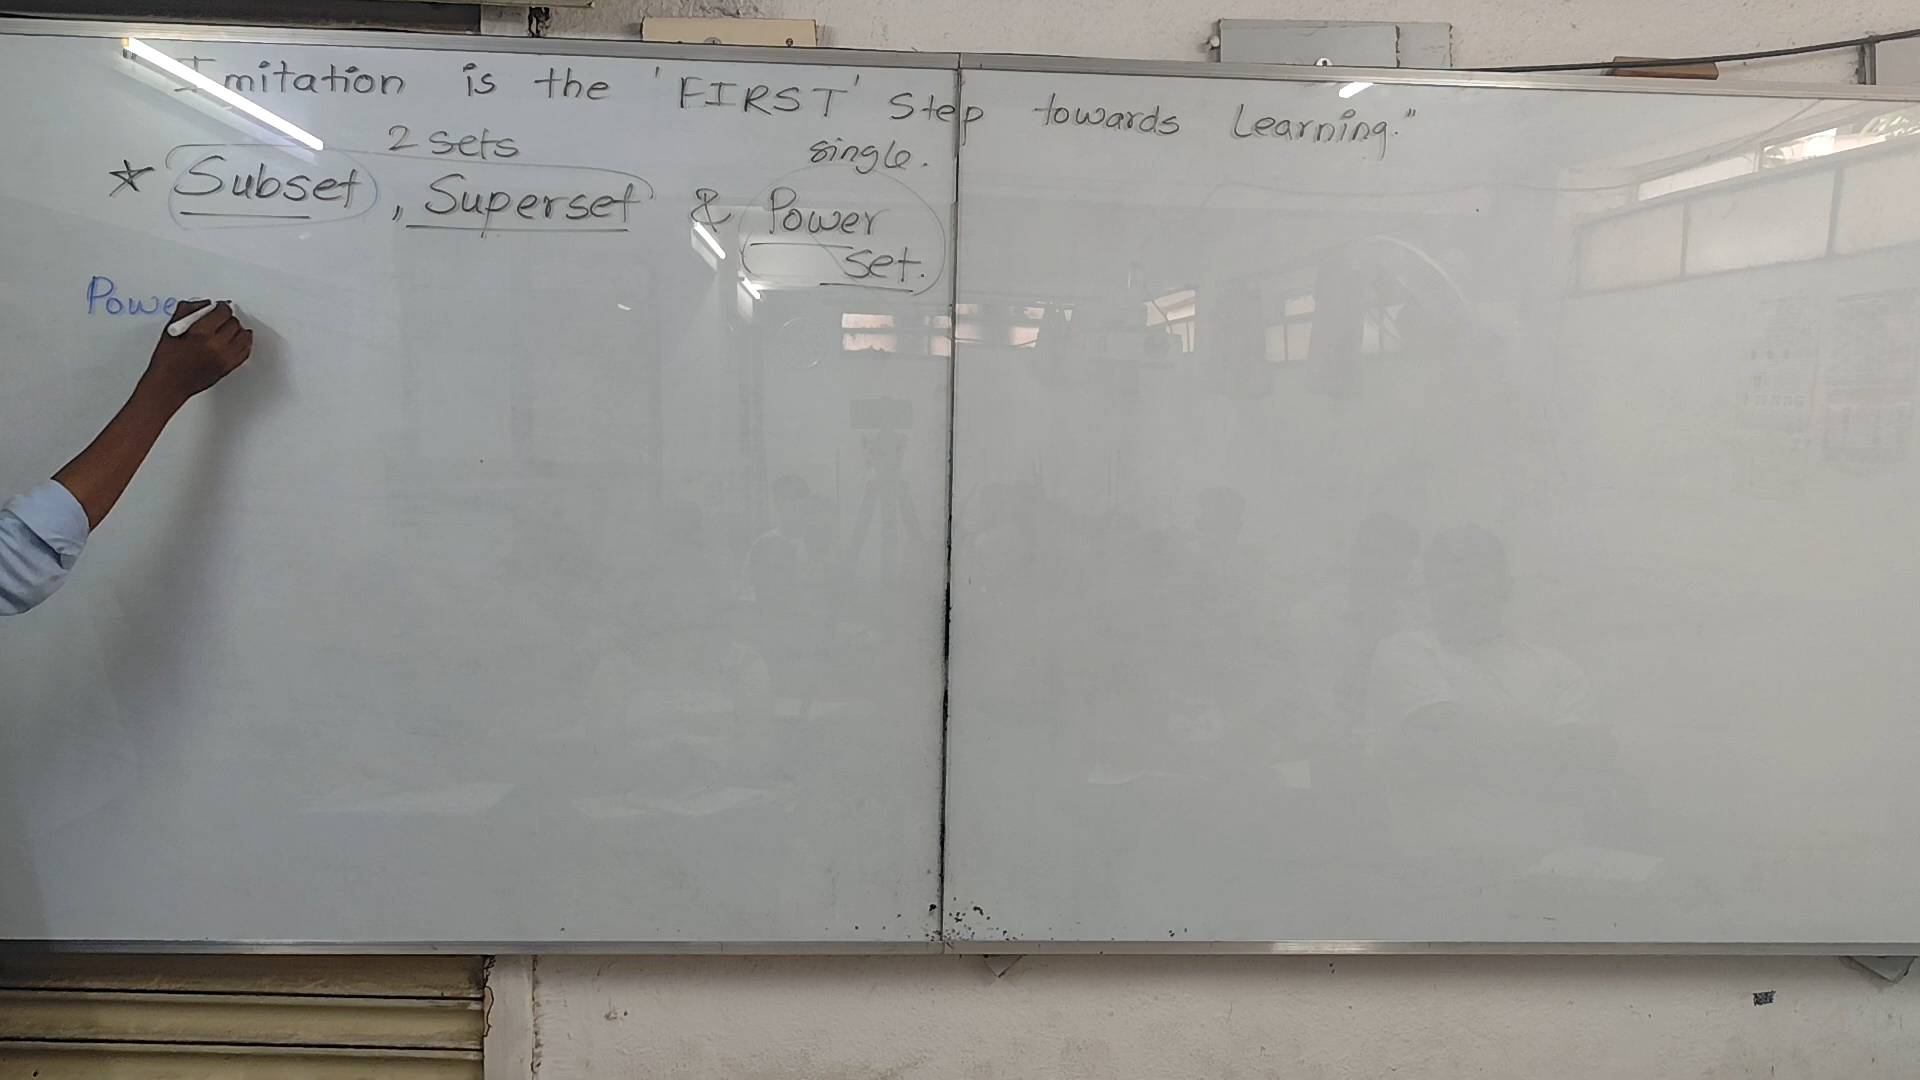 "Imitation is the 'FIRST' Step towards Learning."
2 sets single.
* Subset, Superset & Power
set.
Powe